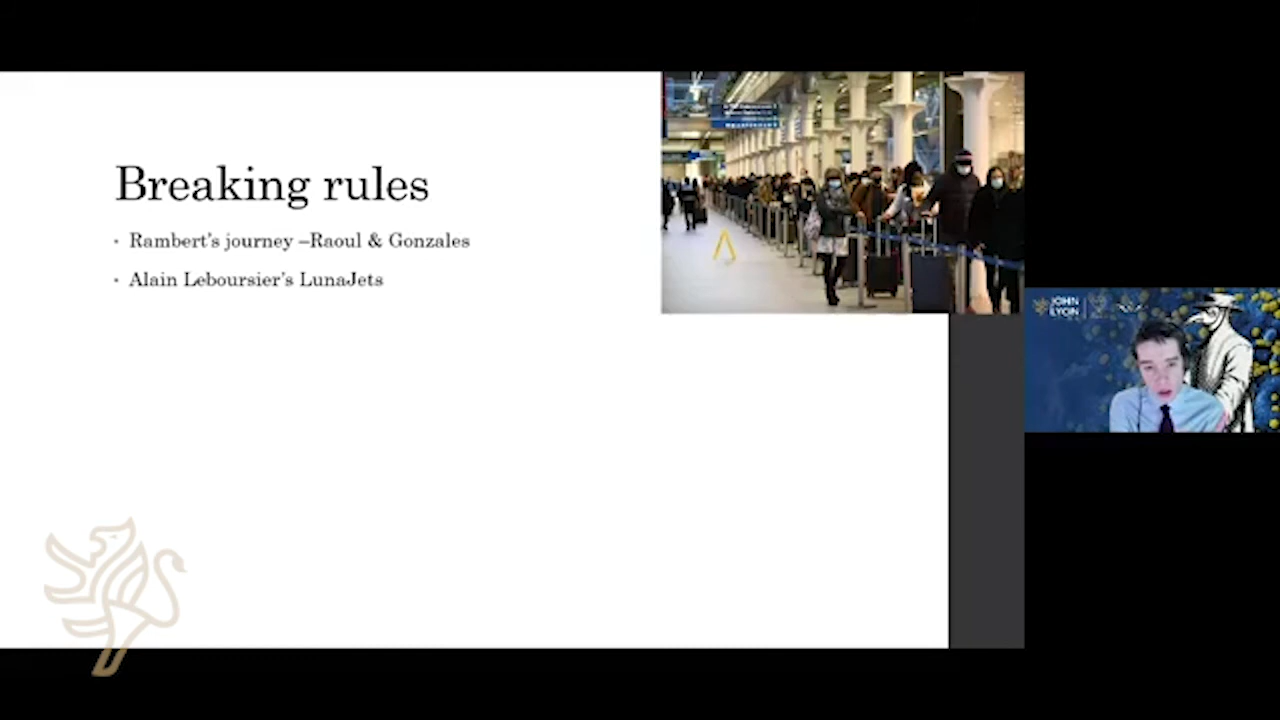 Breaking rules
Rambert's journey –Raoul & Gonzales
Alain Leboursier's LunaJets
JOHN
LYON